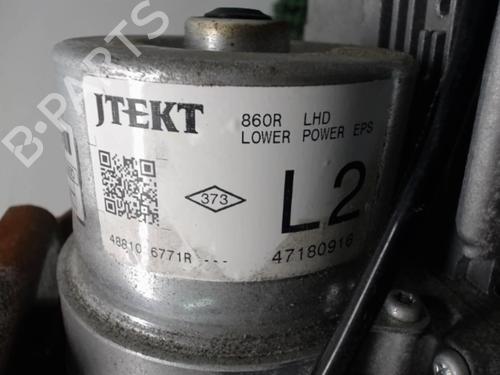 B-PARTS
JTEKT
860R LHD
LOWER POWER EPS
373
L2
48810 6771R ---
47180916